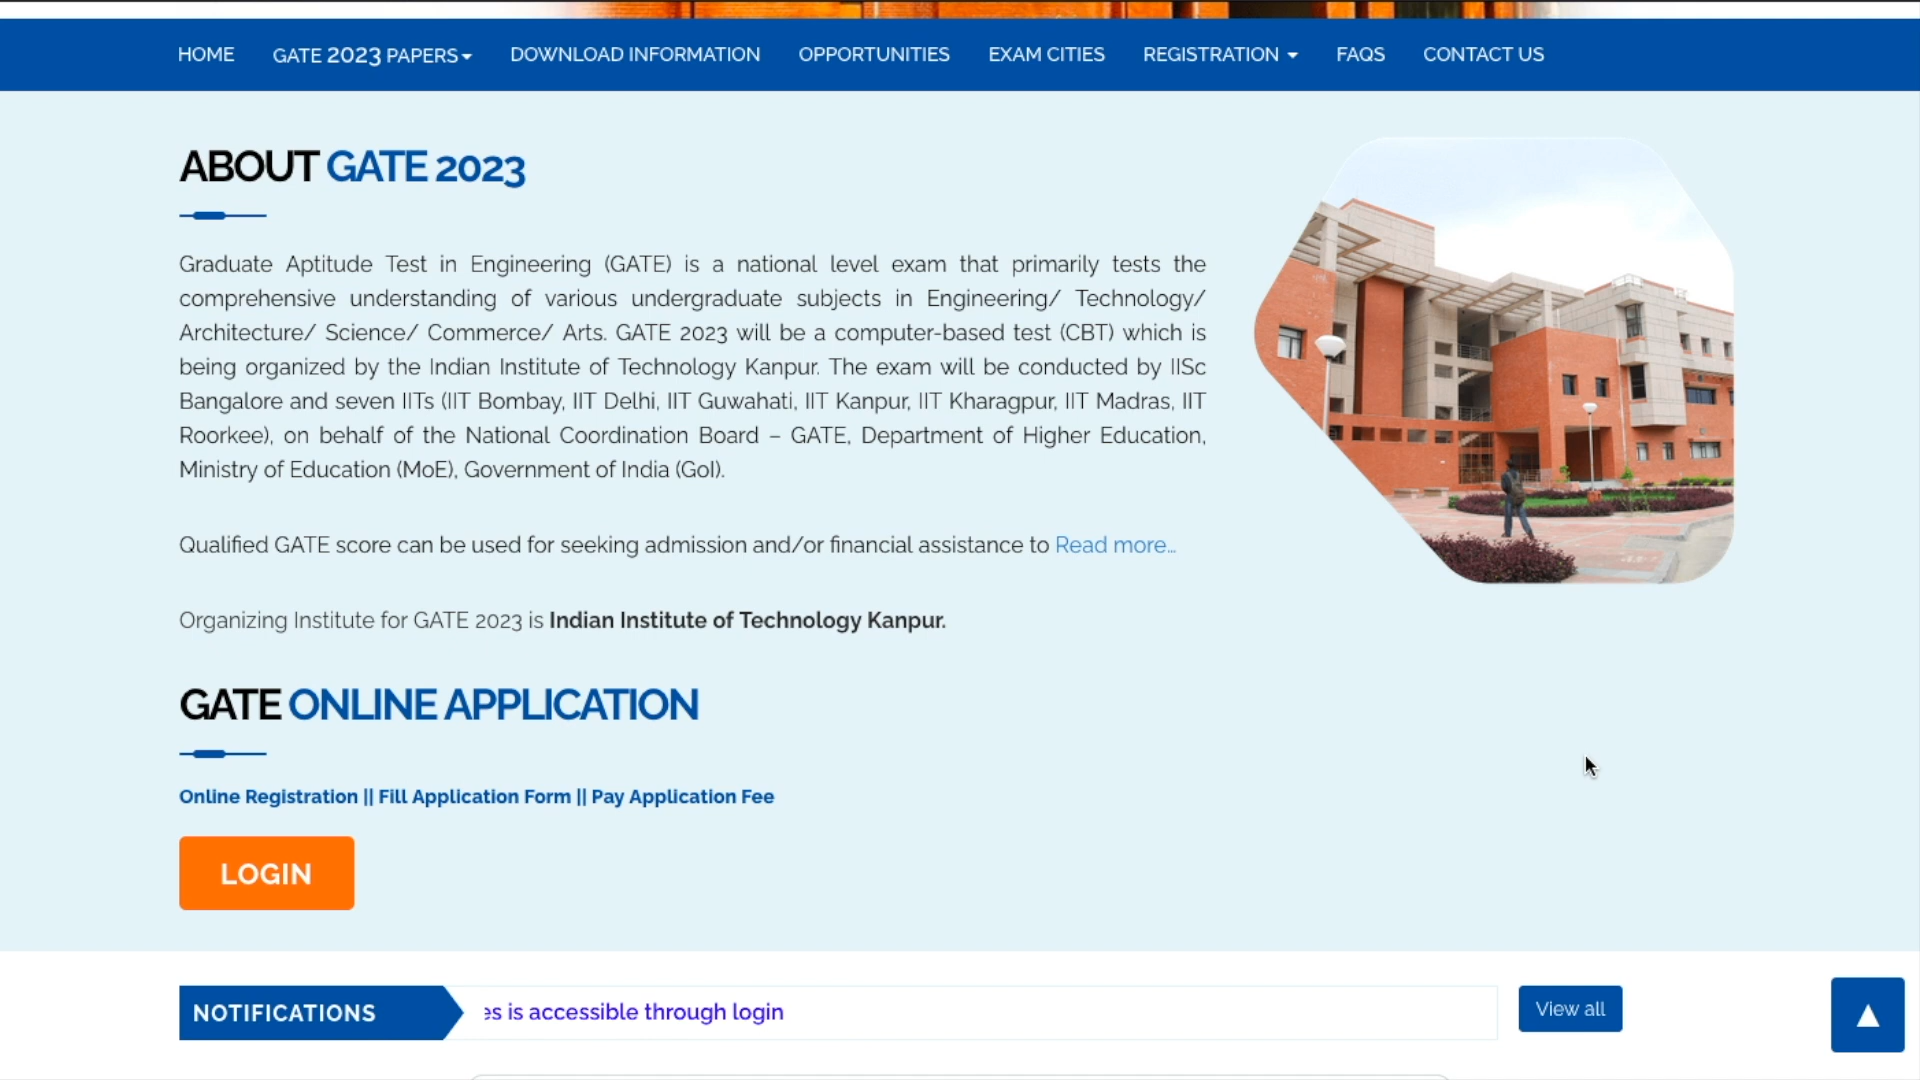 HOME GATE 2023 PAPERS DOWNLOAD INFORMATION OPPORTUNITIES EXAM CITIES REGISTRATION FAQS CONTACT US
ABOUT GATE 2023
Graduate Aptitude Test in Engineering (GATE) is a national level exam that primarily tests the
comprehensive understanding of various undergraduate subjects in Engineering/ Technology/
Architecture/ Science/ Commerce/ Arts. GATE 2023 will be a computer-based test (CBT) which is
being organized by the Indian Institute of Technology Kanpur. The exam will be conducted by IISc
Bangalore and seven IITs (IIT Bombay, IIT Delhi, IIT Guwahati, IIT Kanpur, IIT Kharagpur, IIT Madras, IIT
Roorkee), on behalf of the National Coordination Board – GATE, Department of Higher Education,
Ministry of Education (MoE), Government of India (GoI).
Qualified GATE score can be used for seeking admission and/or financial assistance to Read more...
Organizing Institute for GATE 2023 is Indian Institute of Technology Kanpur.
GATE ONLINE APPLICATION
Online Registration || Fill Application Form || Pay Application Fee
LOGIN
NOTIFICATIONS es is accessible through login View all